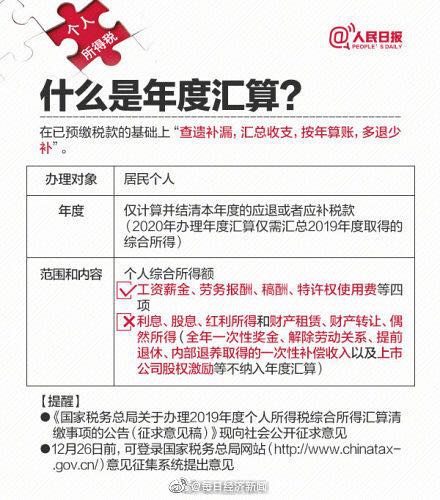 个人
所得税
@人民日报
PEOPLE'S DAILY
什么是年度汇算？
在已预缴税款的基础上“查遗补漏，汇总收支，按年算账，多退少
补”。
办理对象 居民个人
年度 仅计算并结清本年度的应退或者应补税款
（2020年办理年度汇算仅需汇总2019年度取得的
综合所得）
范围和内容 个人综合所得额
工资薪金、劳务报酬、稿酬、特许权使用费等四
项
利息、股息、红利所得和财产租赁、财产转让、偶
然所得（全年一次性奖金、解除劳动关系、提前
退休、内部退养取得的一次性补偿收入以及上市
公司股权激励等不纳入年度汇算）
【提醒】
●《国家税务总局关于办理2019年度个人所得税综合所得汇算清
缴事项的公告（征求意见稿）》现向社会公开征求意见
●12月26日前，可登录国家税务总局网站（http://www.chinatax-
.gov.cn/）意见征集系统提出意见
@每日经济新闻